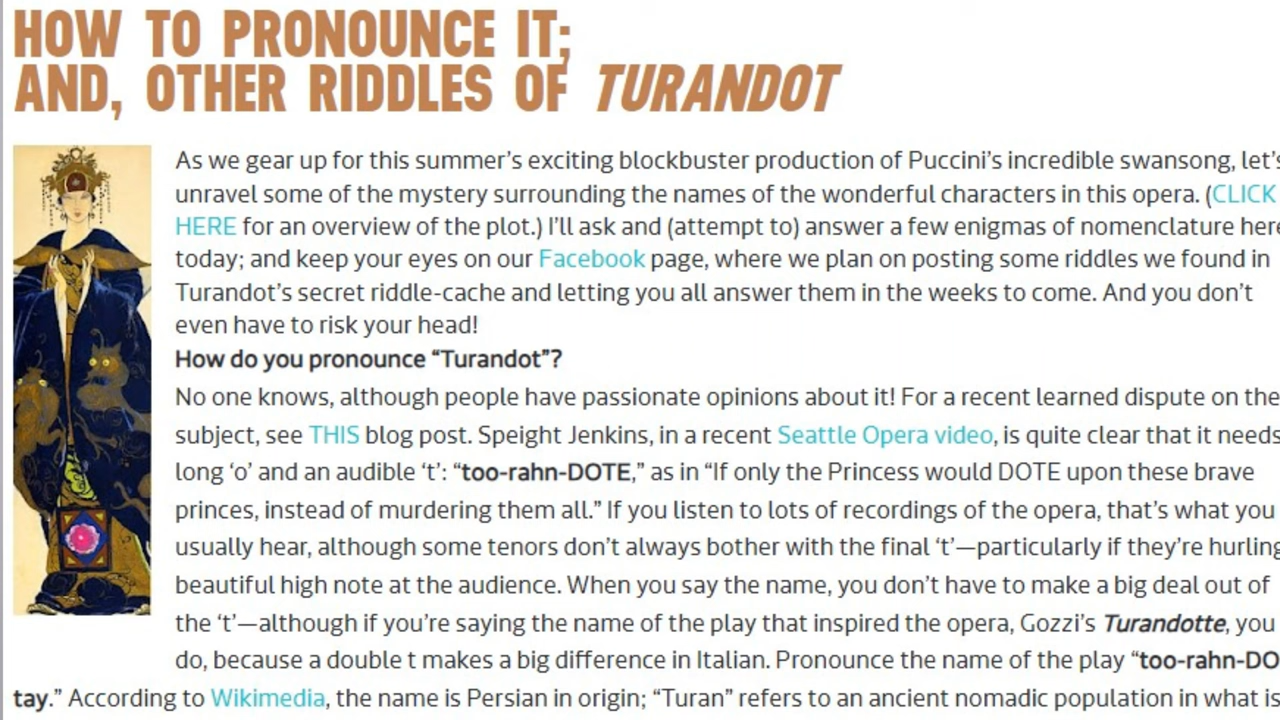 HOW TO PRONOUNCE IT;
AND, OTHER RIDDLES OF TURANDOT
As we gear up for this summer’s exciting blockbuster production of Puccini’s incredible swansong, let’s
unravel some of the mystery surrounding the names of the wonderful characters in this opera. (CLICK
HERE for an overview of the plot.) I’ll ask and (attempt to) answer a few enigmas of nomenclature here
today; and keep your eyes on our Facebook page, where we plan on posting some riddles we found in
Turandot’s secret riddle-cache and letting you all answer them in the weeks to come. And you don’t
even have to risk your head!
How do you pronounce “Turandot”?
No one knows, although people have passionate opinions about it! For a recent learned dispute on the
subject, see THIS blog post. Speight Jenkins, in a recent Seattle Opera video, is quite clear that it needs
long ‘o’ and an audible ‘t’: “too-rahn-DOTE,” as in “If only the Princess would DOTE upon these brave
princes, instead of murdering them all.” If you listen to lots of recordings of the opera, that’s what you
usually hear, although some tenors don’t always bother with the final ‘t’—particularly if they’re hurling
beautiful high note at the audience. When you say the name, you don’t have to make a big deal out of
the ‘t’—although if you’re saying the name of the play that inspired the opera, Gozzi’s Turandotte, you
do, because a double t makes a big difference in Italian. Pronounce the name of the play “too-rahn-DO
tay.” According to Wikimedia, the name is Persian in origin; “Turan” refers to an ancient nomadic population in what is